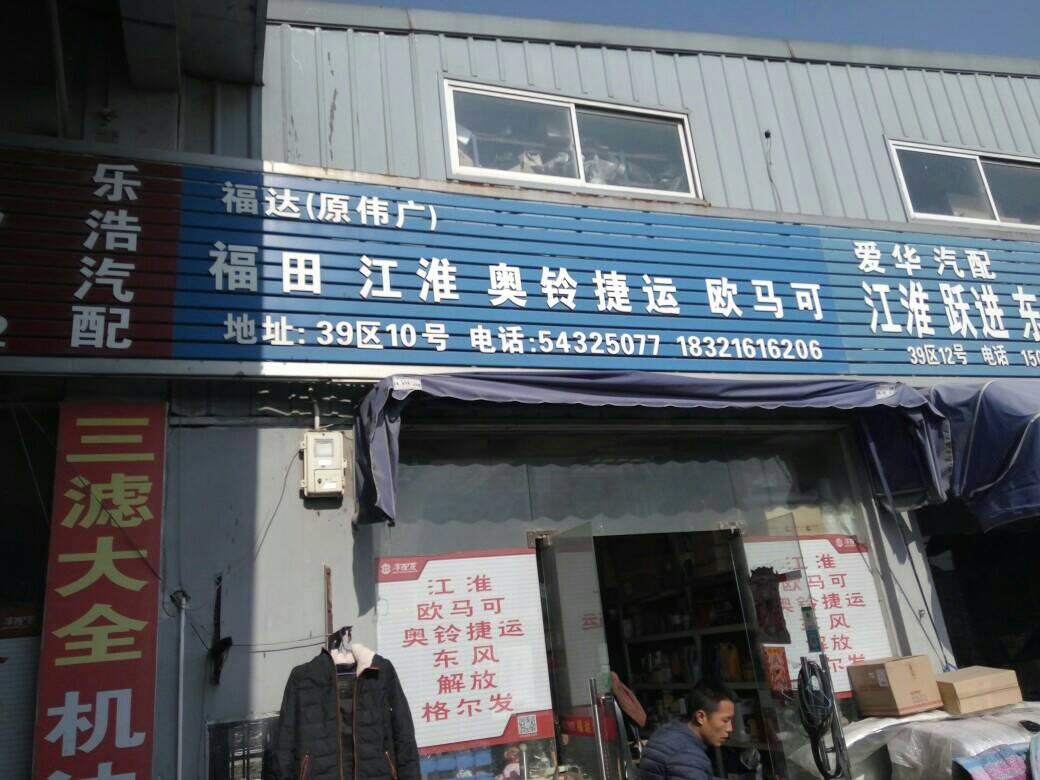 乐浩汽配
福达(原伟广)
福田 江淮 奥铃捷运 欧马可
地址: 39区10号 电话:54325077 18321616206
爱华 汽配
江淮 跃进 东
39区12号 电话 150
三滤大全 机
江淮
欧马可
奥铃捷运
东风
解放
格尔发
江淮
欧马可
奥铃捷运
风
解放
尔发